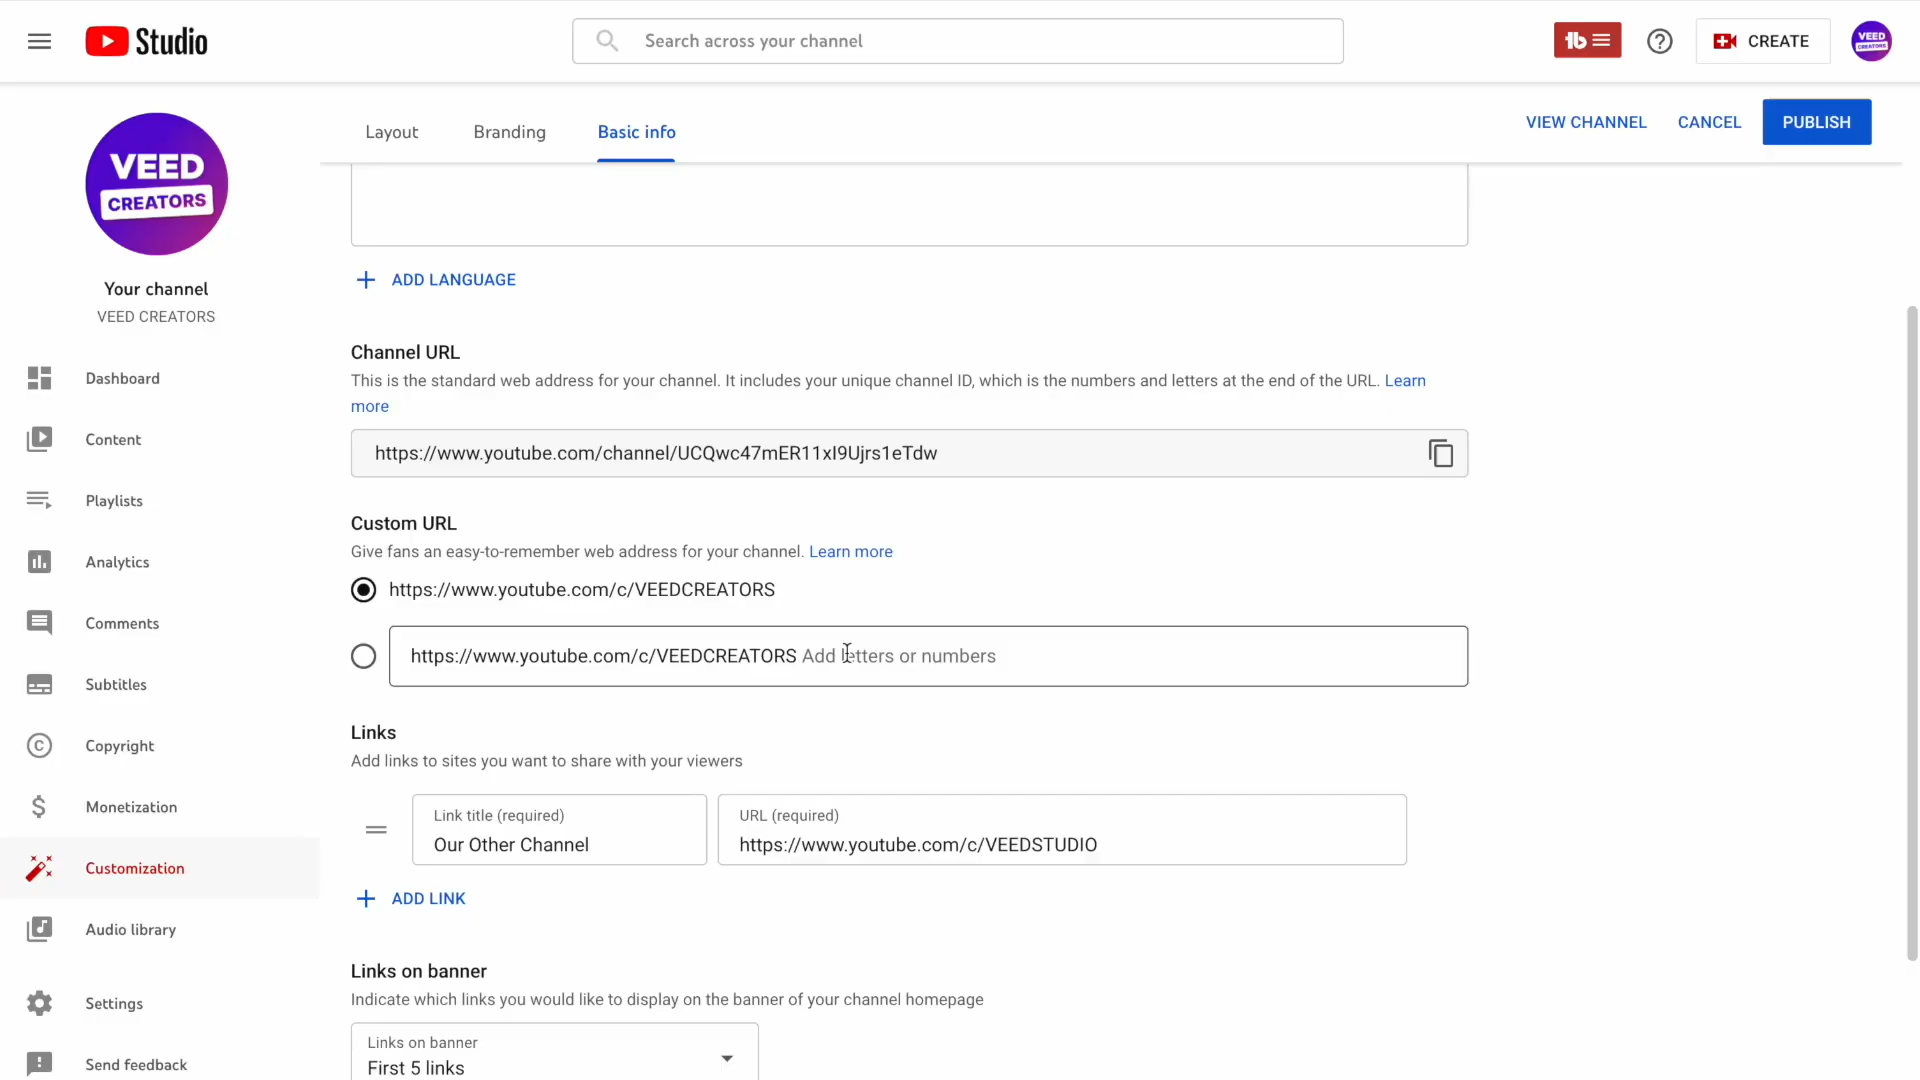 Studio
Search across your channel
CREATE
VEED
CREATORS
VEED
CREATORS
Layout
Branding
Basic info
VIEW CHANNEL
CANCEL
PUBLISH
Your channel
VEED CREATORS
Dashboard
Content
Playlists
Analytics
Comments
Subtitles
Copyright
Monetization
Customization
Audio library
Settings
Send feedback
ADD LANGUAGE
Channel URL
This is the standard web address for your channel. It includes your unique channel ID, which is the numbers and letters at the end of the URL. Learn
more
https://www.youtube.com/channel/UCQwc47mER11xI9Ujrs1eTdw
Custom URL
Give fans an easy-to-remember web address for your channel. Learn more
https://www.youtube.com/c/VEEDCREATORS
https://www.youtube.com/c/VEEDCREATORS Add letters or numbers
Links
Add links to sites you want to share with your viewers
Link title (required)
Our Other Channel
URL (required)
https://www.youtube.com/c/VEEDSTUDIO
ADD LINK
Links on banner
Indicate which links you would like to display on the banner of your channel homepage
Links on banner
First 5 links